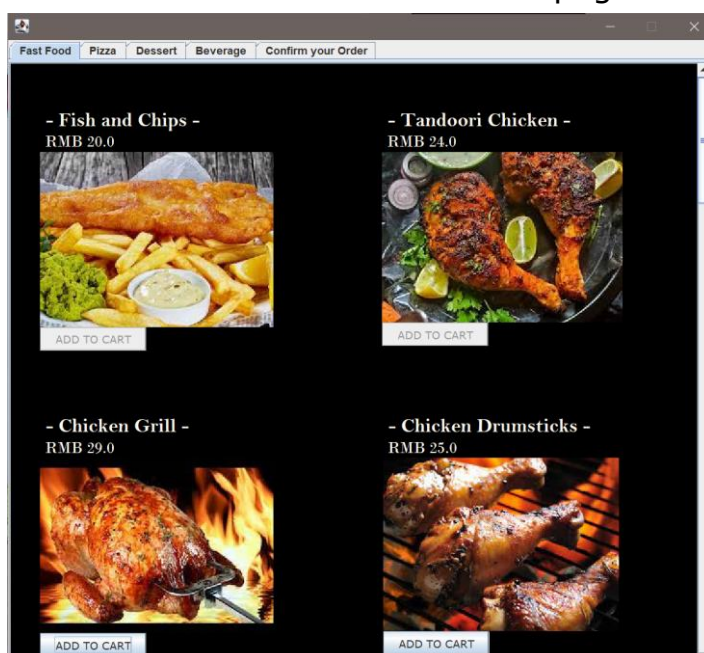 Fast Food Pizza Dessert Beverage Confirm your Order
- Fish and Chips -
RMB 20.0
ADD TO CART
- Tandoori Chicken -
RMB 24.0
ADD TO CART
- Chicken Grill -
RMB 29.0
ADD TO CART
- Chicken Drumsticks -
RMB 25.0
ADD TO CART